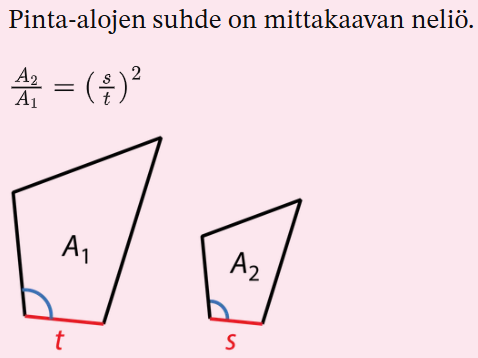 Pinta-alojen suhde on mittakaavan neliö.
A₂/A₁ = (s/t)²
A₁
A₂
t
s